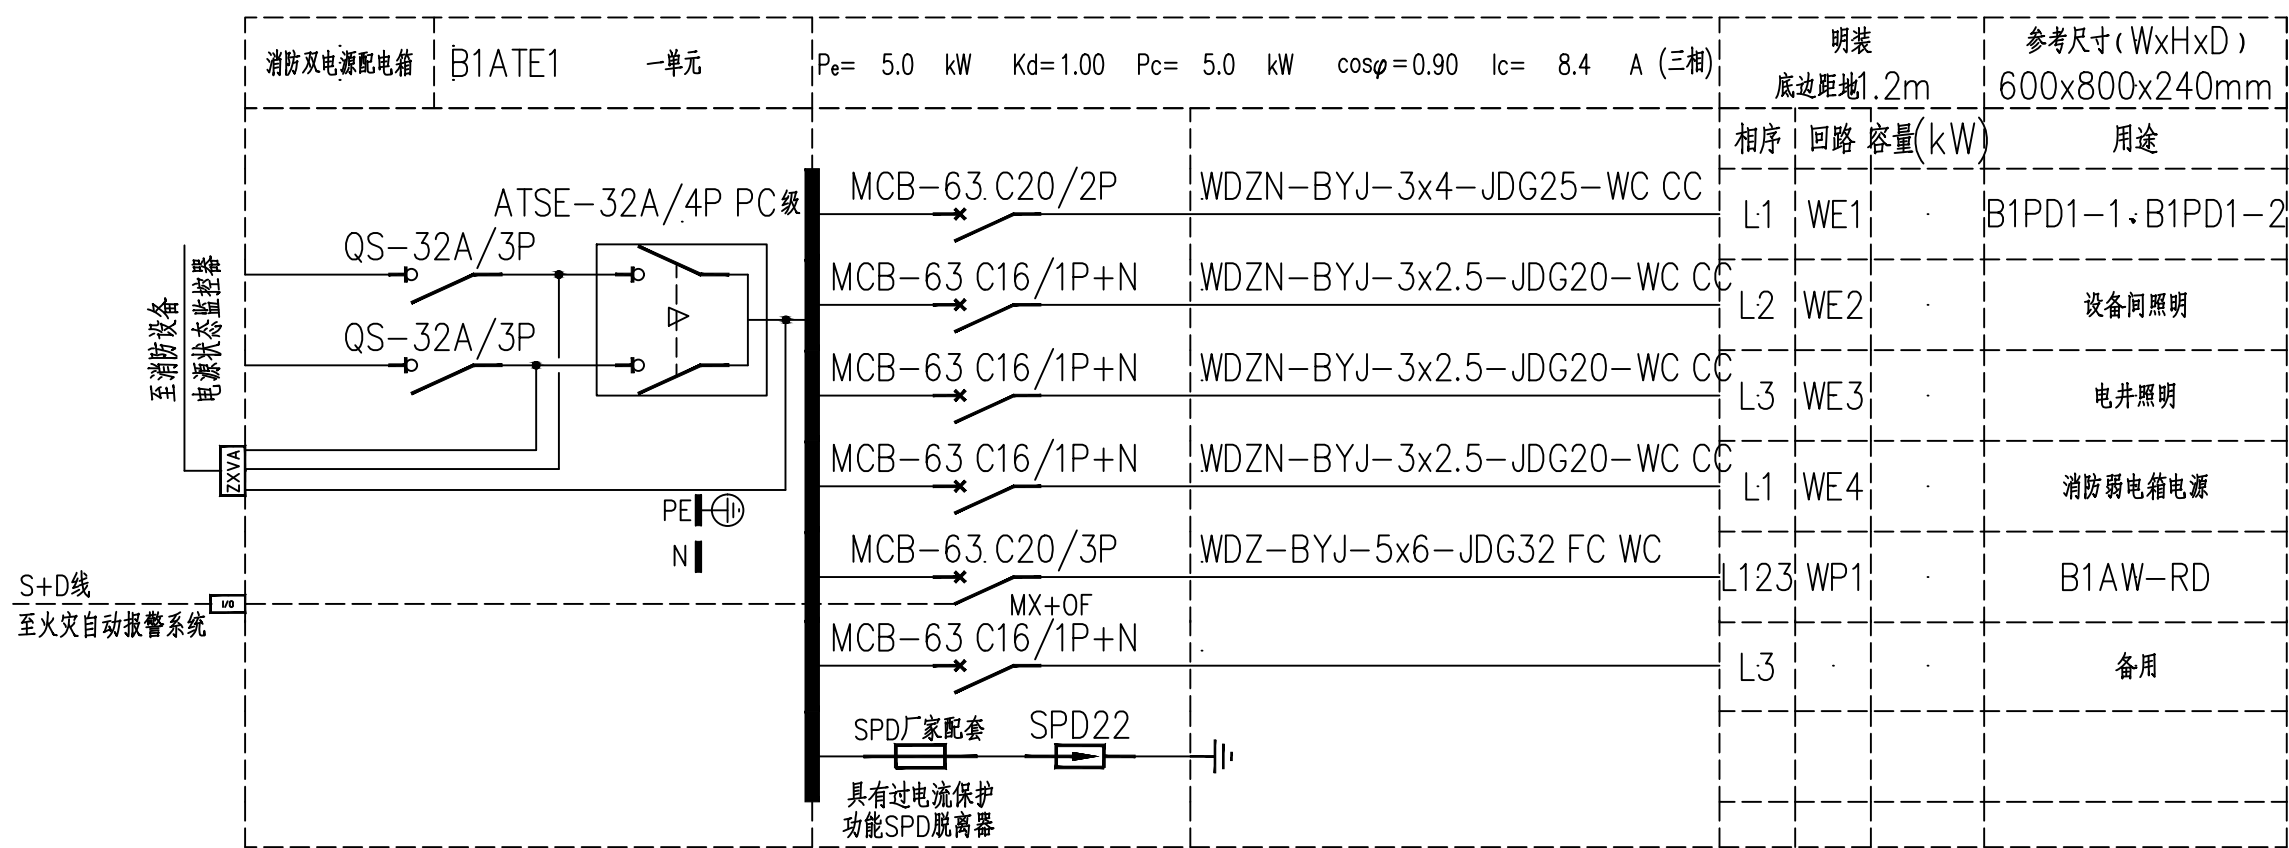 消防双电源配电箱 B1ATE1 一单元 Pe= 5.0 kW Kd=1.00 Pc= 5.0 kW cosφ=0.90 Ic= 8.4 A (三相)
明装
底边距地1.2m
参考尺寸(WxHxD)
600x800x240mm
相序 回路 容量(kW) 用途
ATSE-32A/4P PC级
QS-32A/3P
QS-32A/3P
至消防设备
电源状态监控器
ZXVA
PE
N
S+D线
I/O
至火灾自动报警系统
MCB-63 C20/2P WDZN-BYJ-3x4-JDG25-WC CC L1 WE1 B1PD1-1、B1PD1-2
MCB-63 C16/1P+N WDZN-BYJ-3x2.5-JDG20-WC CC L2 WE2 设备间照明
MCB-63 C16/1P+N WDZN-BYJ-3x2.5-JDG20-WC CC L3 WE3 电井照明
MCB-63 C16/1P+N WDZN-BYJ-3x2.5-JDG20-WC CC L1 WE4 消防弱电箱电源
MCB-63 C20/3P WDZ-BYJ-5x6-JDG32 FC WC L123 WP1 B1AW-RD
MX+OF
MCB-63 C16/1P+N L3 备用
SPD厂家配套 SPD22
具有过电流保护
功能SPD脱离器